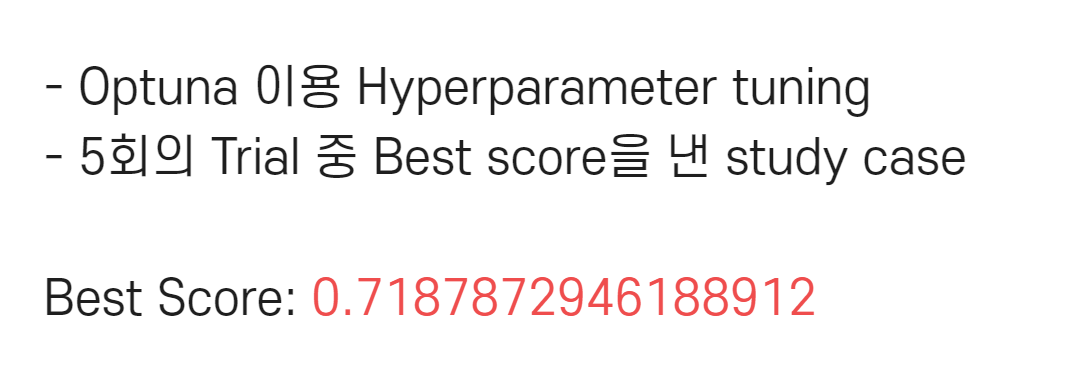 - Optuna 이용 Hyperparameter tuning
- 5회의 Trial 중 Best score을 낸 study case
Best Score: 0.7187872946188912